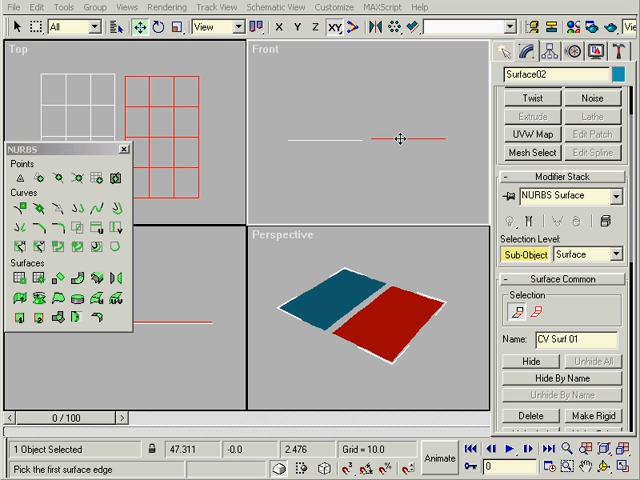 File Edit Tools Group Views Rendering Track View Schematic View Customize MAXScript Help
All View X Y Z XY
Top
Front
Perspective
NURBS
Points
Curves
Surfaces
Surface02
Twist Noise
Extrude Lathe
UVW Map Edit Patch
Mesh Select Edit Spline
- Modifier Stack
NURBS Surface
Selection Level:
Sub-Object Surface
- Surface Common
Selection
Name: CV Surf 01
Hide Unhide All
Hide By Name
Unhide By Name
Delete Make Rigid
< 0 / 100 >
1 Object Selected 47.311 -0.0 2.476 Grid = 10.0
Animate
Pick the first surface edge
0